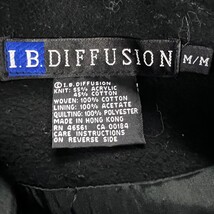 I.B.DIFFUSION M/M
© I.B. DIFFUSION
KNIT: 55% ACRYLIC
45% COTTON
WOVEN: 100% COTTON
LINING: 100% ACETATE
QUILTING: 100% POLYESTER
MADE IN HONG KONG
RN 46561 CA 00184
CARE INSTRUCTIONS
ON REVERSE SIDE